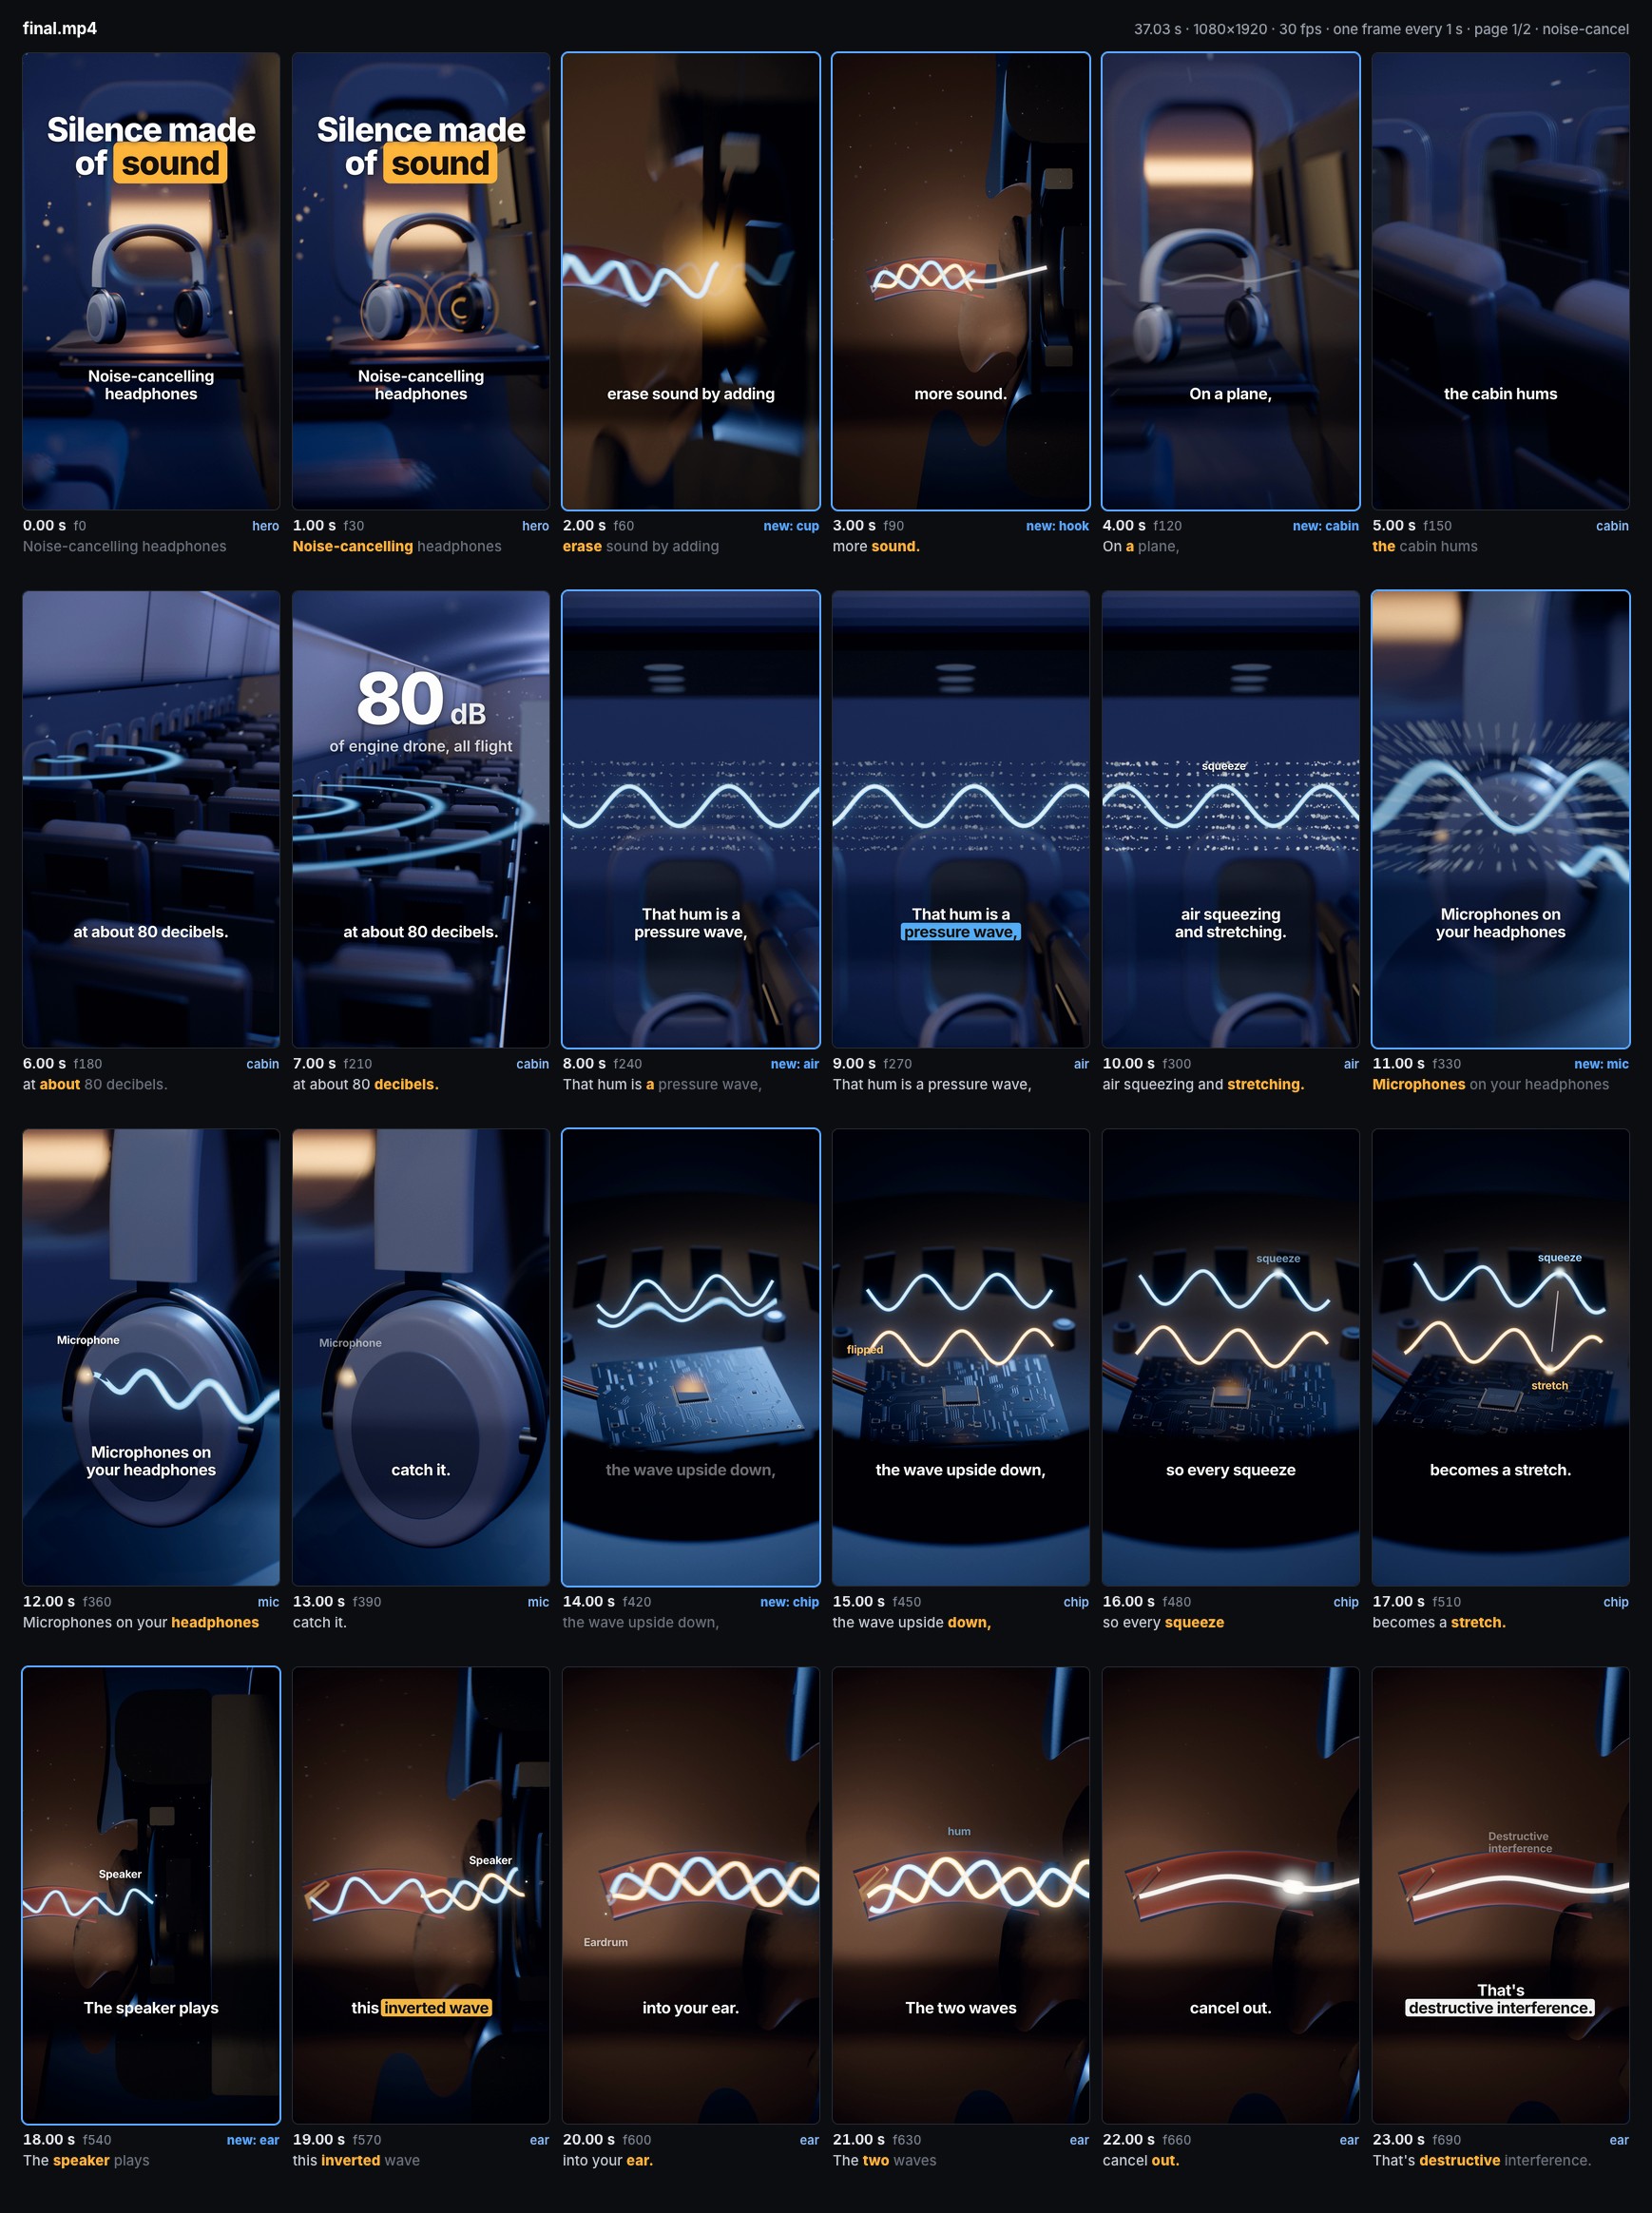 final.mp4
37.03 s · 1080×1920 · 30 fps · one frame every 1 s · page 1/2 · noise-cancel
Silence made
of sound
Noise-cancelling
headphones
0.00 s f0 hero
Noise-cancelling headphones
Silence made
of sound
Noise-cancelling
headphones
1.00 s f30 hero
Noise-cancelling headphones
erase sound by adding
2.00 s f60 new: cup
erase sound by adding
more sound.
3.00 s f90 new: hook
more sound.
On a plane,
4.00 s f120 new: cabin
On a plane,
the cabin hums
5.00 s f150 cabin
the cabin hums
at about 80 decibels.
6.00 s f180 cabin
at about 80 decibels.
80 dB
of engine drone, all flight
at about 80 decibels.
7.00 s f210 cabin
at about 80 decibels.
That hum is a
pressure wave,
8.00 s f240 new: air
That hum is a pressure wave,
That hum is a
pressure wave,
9.00 s f270 air
That hum is a pressure wave,
squeeze
air squeezing
and stretching.
10.00 s f300 air
air squeezing and stretching.
Microphones on
your headphones
11.00 s f330 new: mic
Microphones on your headphones
Microphone
Microphones on
your headphones
12.00 s f360 mic
Microphones on your headphones
Microphone
catch it.
13.00 s f390 mic
catch it.
the wave upside down,
14.00 s f420 new: chip
the wave upside down,
flipped
the wave upside down,
15.00 s f450 chip
the wave upside down,
squeeze
so every squeeze
16.00 s f480 chip
so every squeeze
squeeze
stretch
becomes a stretch.
17.00 s f510 chip
becomes a stretch.
Speaker
The speaker plays
18.00 s f540 new: ear
The speaker plays
Speaker
this inverted wave
19.00 s f570 ear
this inverted wave
Eardrum
into your ear.
20.00 s f600 ear
into your ear.
hum
The two waves
21.00 s f630 ear
The two waves
cancel out.
22.00 s f660 ear
cancel out.
Destructive
interference
That's
destructive interference.
23.00 s f690 ear
That's destructive interference.